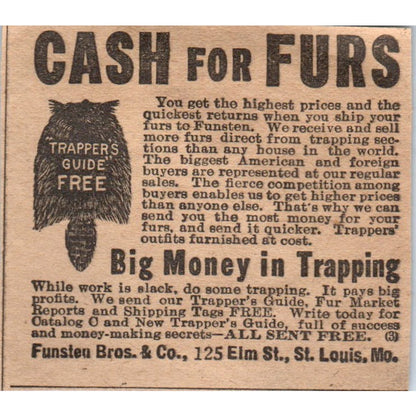 CASH FOR FURS
TRAPPER'S
GUIDE
FREE
You get the highest prices and the
quickest returns when you ship your
furs to Funsten. We receive and sell
more furs direct from trapping sec-
tions than any house in the world.
The biggest American and foreign
buyers are represented at our regular
sales. The fierce competition among
buyers enables us to get higher prices
than anyone else. That's why we can
send you the most money for your
furs, and send it quicker. Trappers'
outfits furnished at cost.
Big Money in Trapping
While work is slack, do some trapping. It pays big
profits. We send our Trapper's Guide, Fur Market
Reports and Shipping Tags FREE. Write today for
Catalog C and New Trapper's Guide, full of success
and money-making secrets—ALL SENT FREE. (3)
Funsten Bros. & Co., 125 Elm St., St. Louis, Mo.